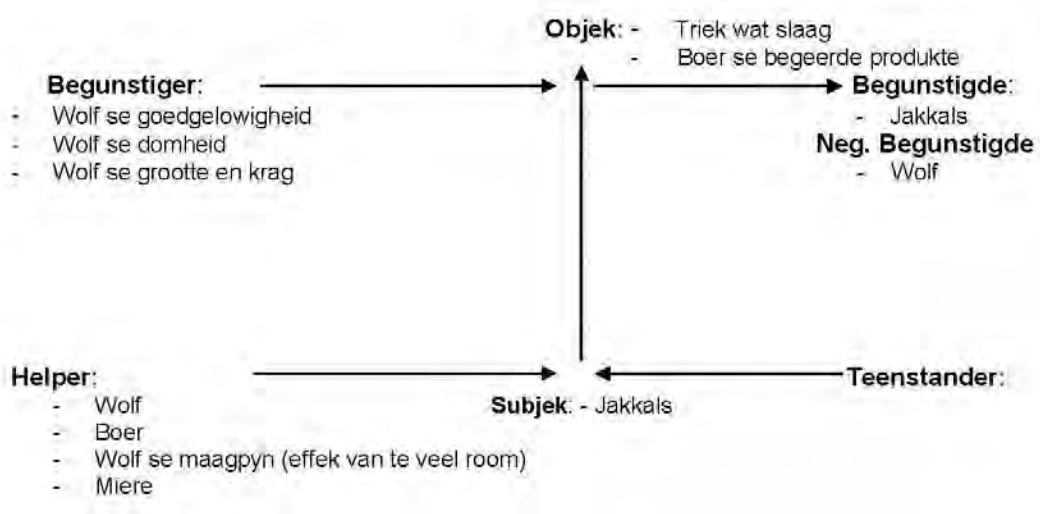 Objek: - Triek wat slaag
- Boer se begeerde produkte
Begunstiger:
- Wolf se goedgelowigheid
- Wolf se domheid
- Wolf se grootte en krag
Begunstigde:
- Jakkals
Neg. Begunstigde
- Wolf
Helper:
- Wolf
- Boer
- Wolf se maagpyn (effek van te veel room)
- Miere
Subjek: - Jakkals
Teenstander: